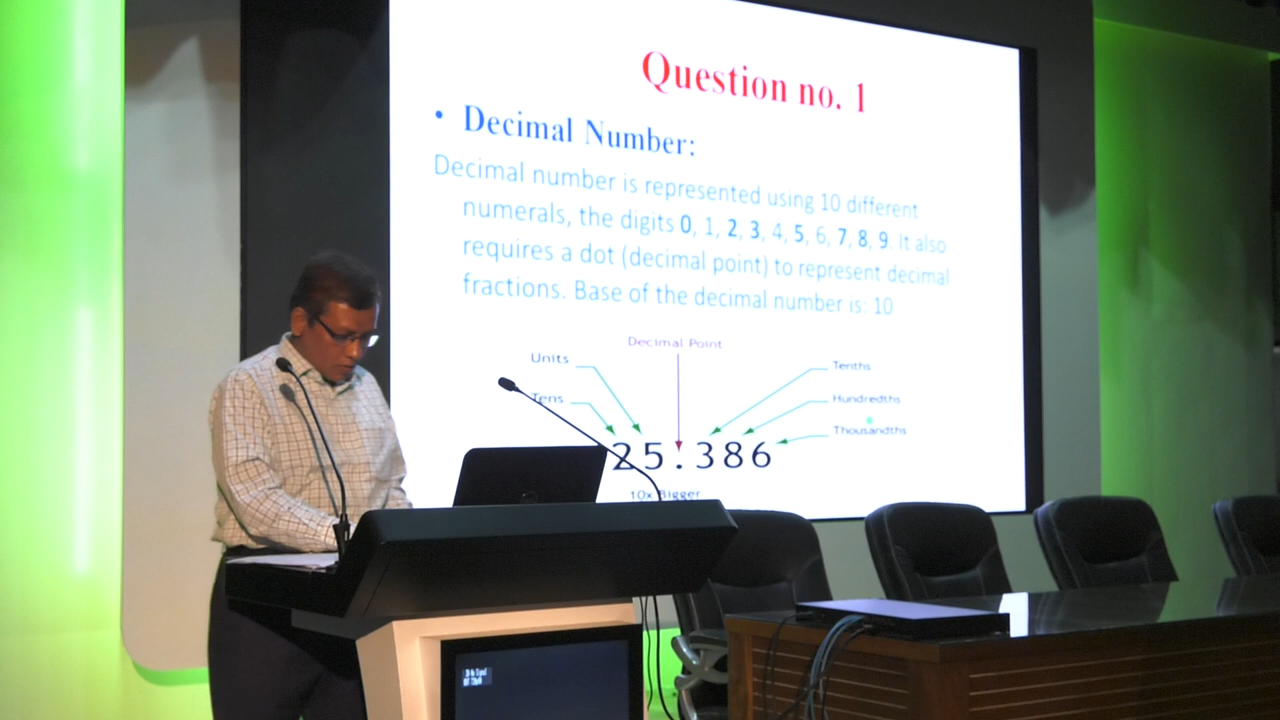 Question no. 1
• Decimal Number:
Decimal number is represented using 10 different
numerals, the digits 0, 1, 2, 3, 4, 5, 6, 7, 8, 9. It also
requires a dot (decimal point) to represent decimal
fractions. Base of the decimal number is: 10
Decimal Point
Units
Tenths
Tens
Hundredths
Thousandths
25.386
10x Bigger